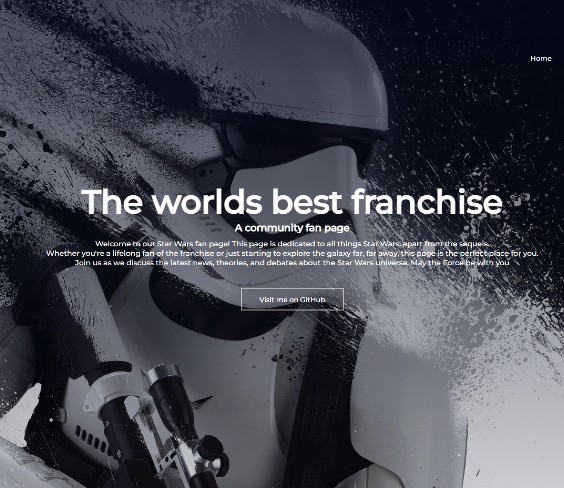 Home
The worlds best franchise
A community fan page
Welcome to our Star Wars fan page! This page is dedicated to all things Star Wars, apart from the sequels.
Whether you're a lifelong fan of the franchise or just starting to explore the galaxy far, far away, this page is the perfect place for you.
Join us as we discuss the latest news, theories, and debates about the Star Wars universe. May the Force be with you
Visit me on GitHub